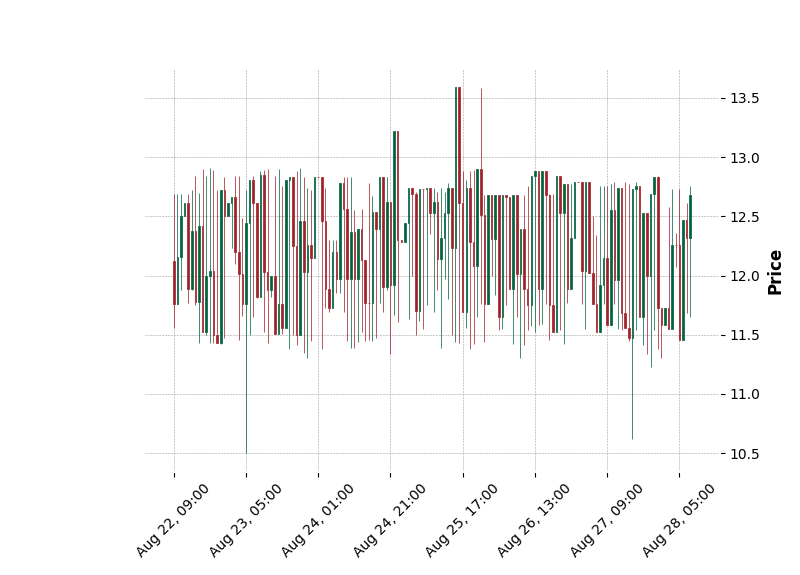 13.5
13.0
12.5
12.0
11.5
11.0
10.5
Price
Aug 22, 09:00
Aug 23, 05:00
Aug 24, 01:00
Aug 24, 21:00
Aug 25, 17:00
Aug 26, 13:00
Aug 27, 09:00
Aug 28, 05:00